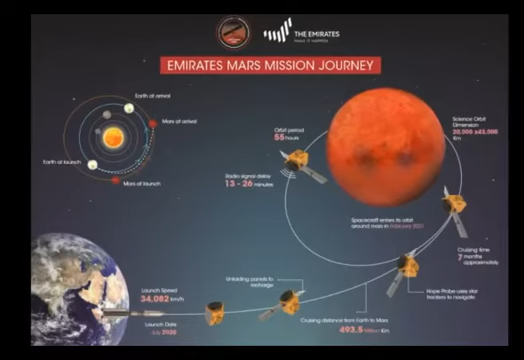 THE EMIRATES
EMIRATES MARS MISSION JOURNEY
Earth at arrival
Mars at arrival
Earth at launch
Mars at launch
Orbit period
55 hours
Science Orbit
Dimension
20,000 x43,000
Km
Radio signal delay
13 - 26 minutes
Spacecraft enters its orbit
around mars in February 2021
Cruising time
7 months
approximately
Unfolding panels to
recharge
Launch Speed
34,082 km/h
Hope Probe uses star
trackers to navigate
Launch Date
July 2020
Cruising distance from Earth to Mars
493.5 Million Km